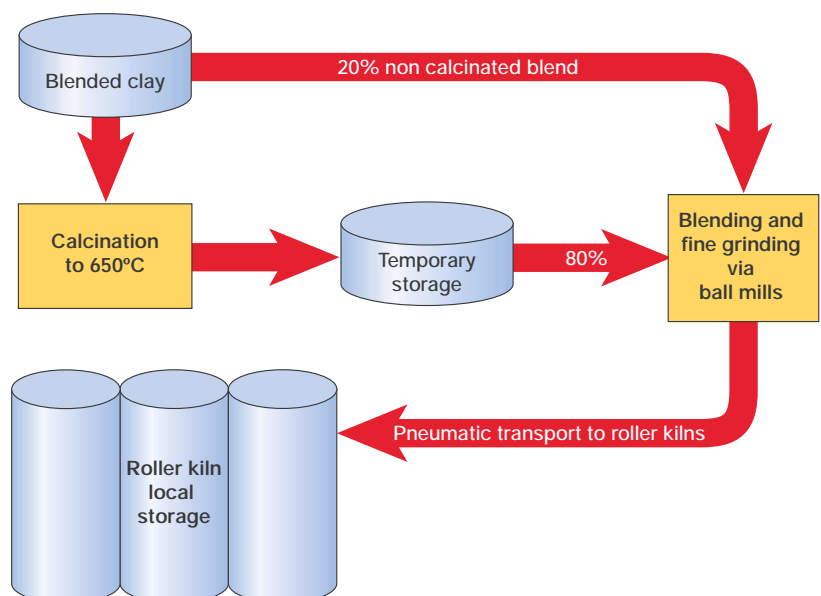 Blended clay
20% non calcinated blend
Calcination
to 650ºC
Temporary
storage
80%
Blending and
fine grinding
via
ball mills
Pneumatic transport to roller kilns
Roller kiln
local
storage